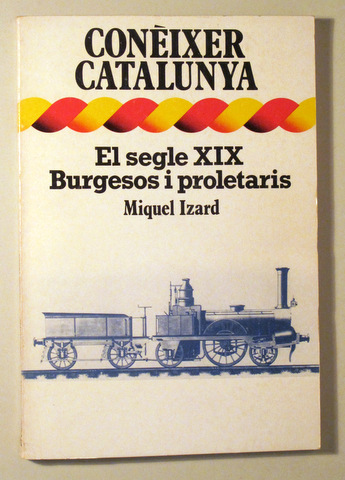 CONÈIXER
CATALUNYA
El segle XIX
Burgesos i proletaris
Miquel Izard